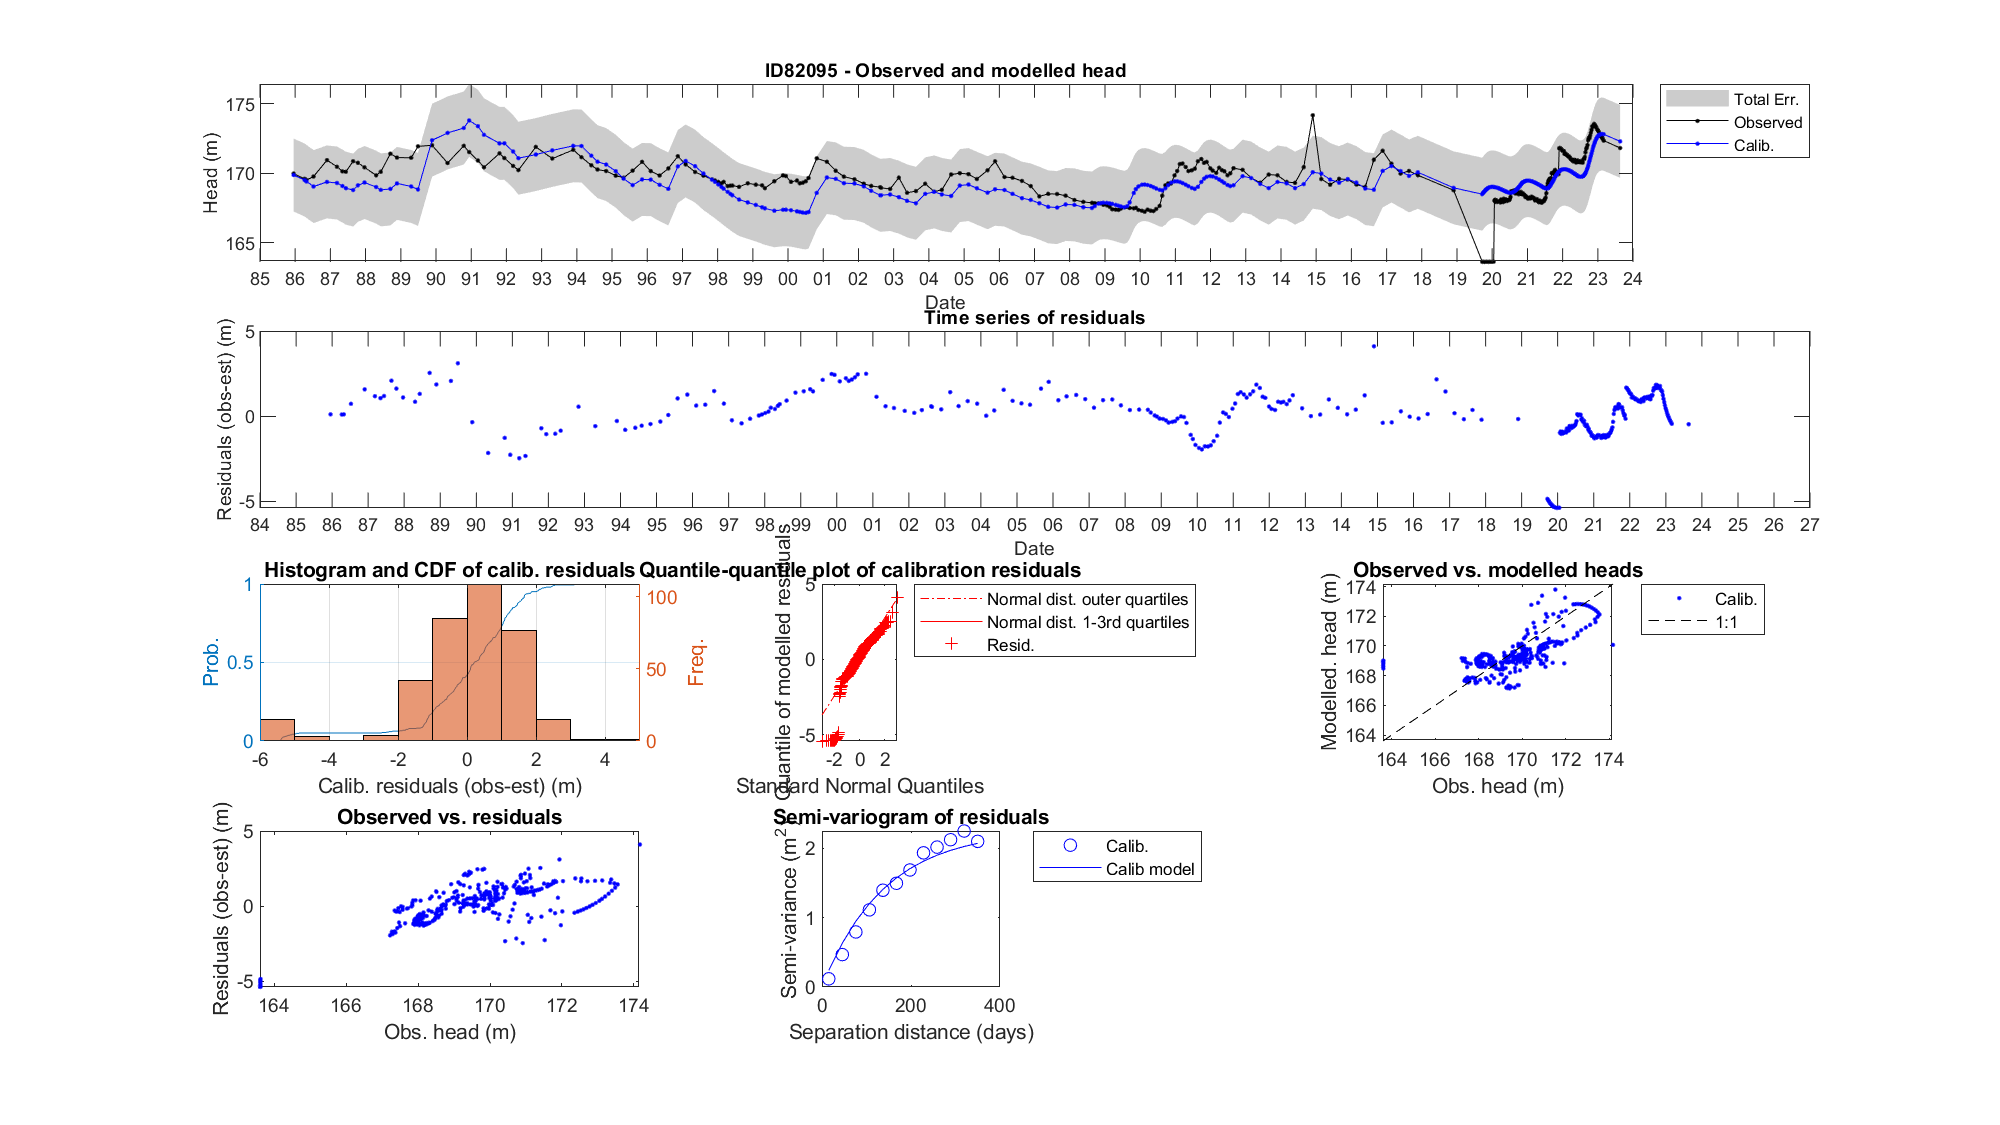 ID82095 - Observed and modelled head
175
170
165
Head (m)
85 86 87 88 89 90 91 92 93 94 95 96 97 98 99 00 01 02 03 04 05 06 07 08 09 10 11 12 13 14 15 16 17 18 19 20 21 22 23 24
Date
Total Err.
Observed
Calib.
Time series of residuals
5
0
-5
Residuals (obs-est) (m)
84 85 86 87 88 89 90 91 92 93 94 95 96 97 98 99 00 01 02 03 04 05 06 07 08 09 10 11 12 13 14 15 16 17 18 19 20 21 22 23 24 25 26 27
Date
Histogram and CDF of calib. residuals
1
0.5
0
Prob.
100
50
0
Freq.
-6 -4 -2 0 2 4
Calib. residuals (obs-est) (m)
Quantile-quantile plot of calibration residuals
5
0
-5
Quantile of modelled residuals
-2 0 2
Standard Normal Quantiles
Normal dist. outer quartiles
Normal dist. 1-3rd quartiles
Resid.
Observed vs. modelled heads
174
172
170
168
166
164
Modelled. head (m)
164 166 168 170 172 174
Obs. head (m)
Calib.
1:1
Observed vs. residuals
5
0
-5
Residuals (obs-est) (m)
164 166 168 170 172 174
Obs. head (m)
Semi-variogram of residuals
2
1
0
Semi-variance (m2)
0 200 400
Separation distance (days)
Calib.
Calib model